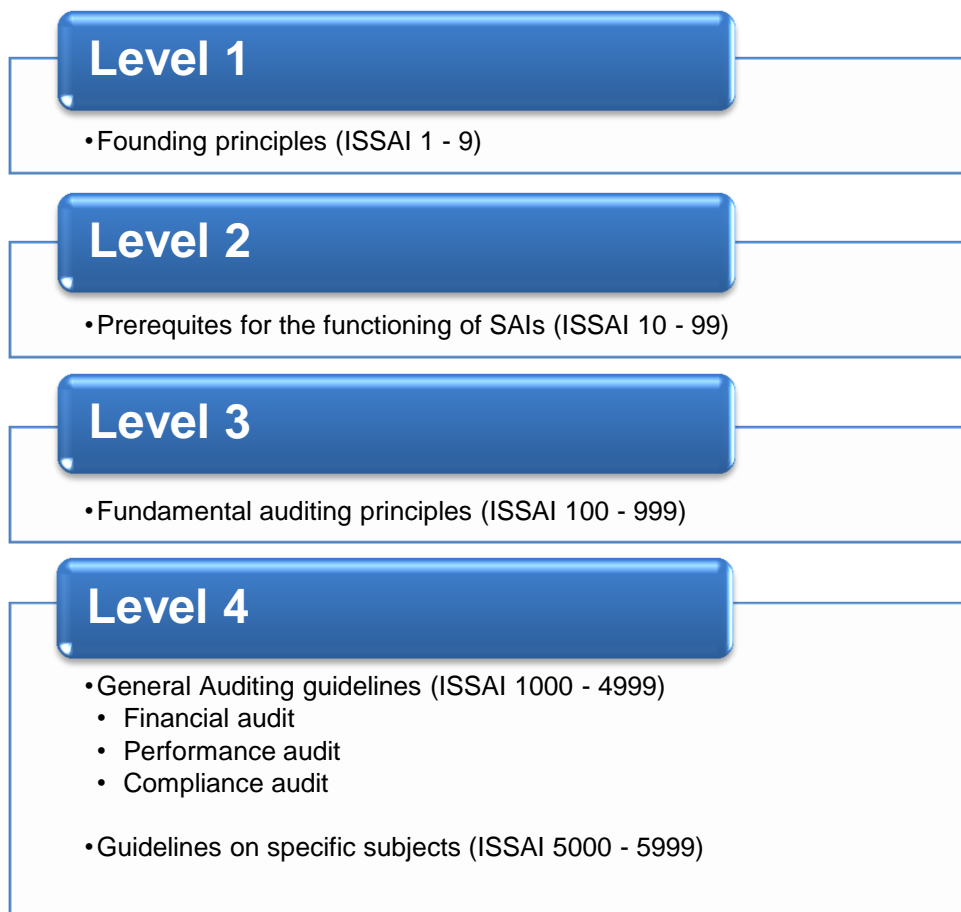 Level 1
•Founding principles (ISSAI 1 - 9)
Level 2
•Prerequites for the functioning of SAIs (ISSAI 10 - 99)
Level 3
•Fundamental auditing principles (ISSAI 100 - 999)
Level 4
•General Auditing guidelines (ISSAI 1000 - 4999)
• Financial audit
• Performance audit
• Compliance audit
•Guidelines on specific subjects (ISSAI 5000 - 5999)